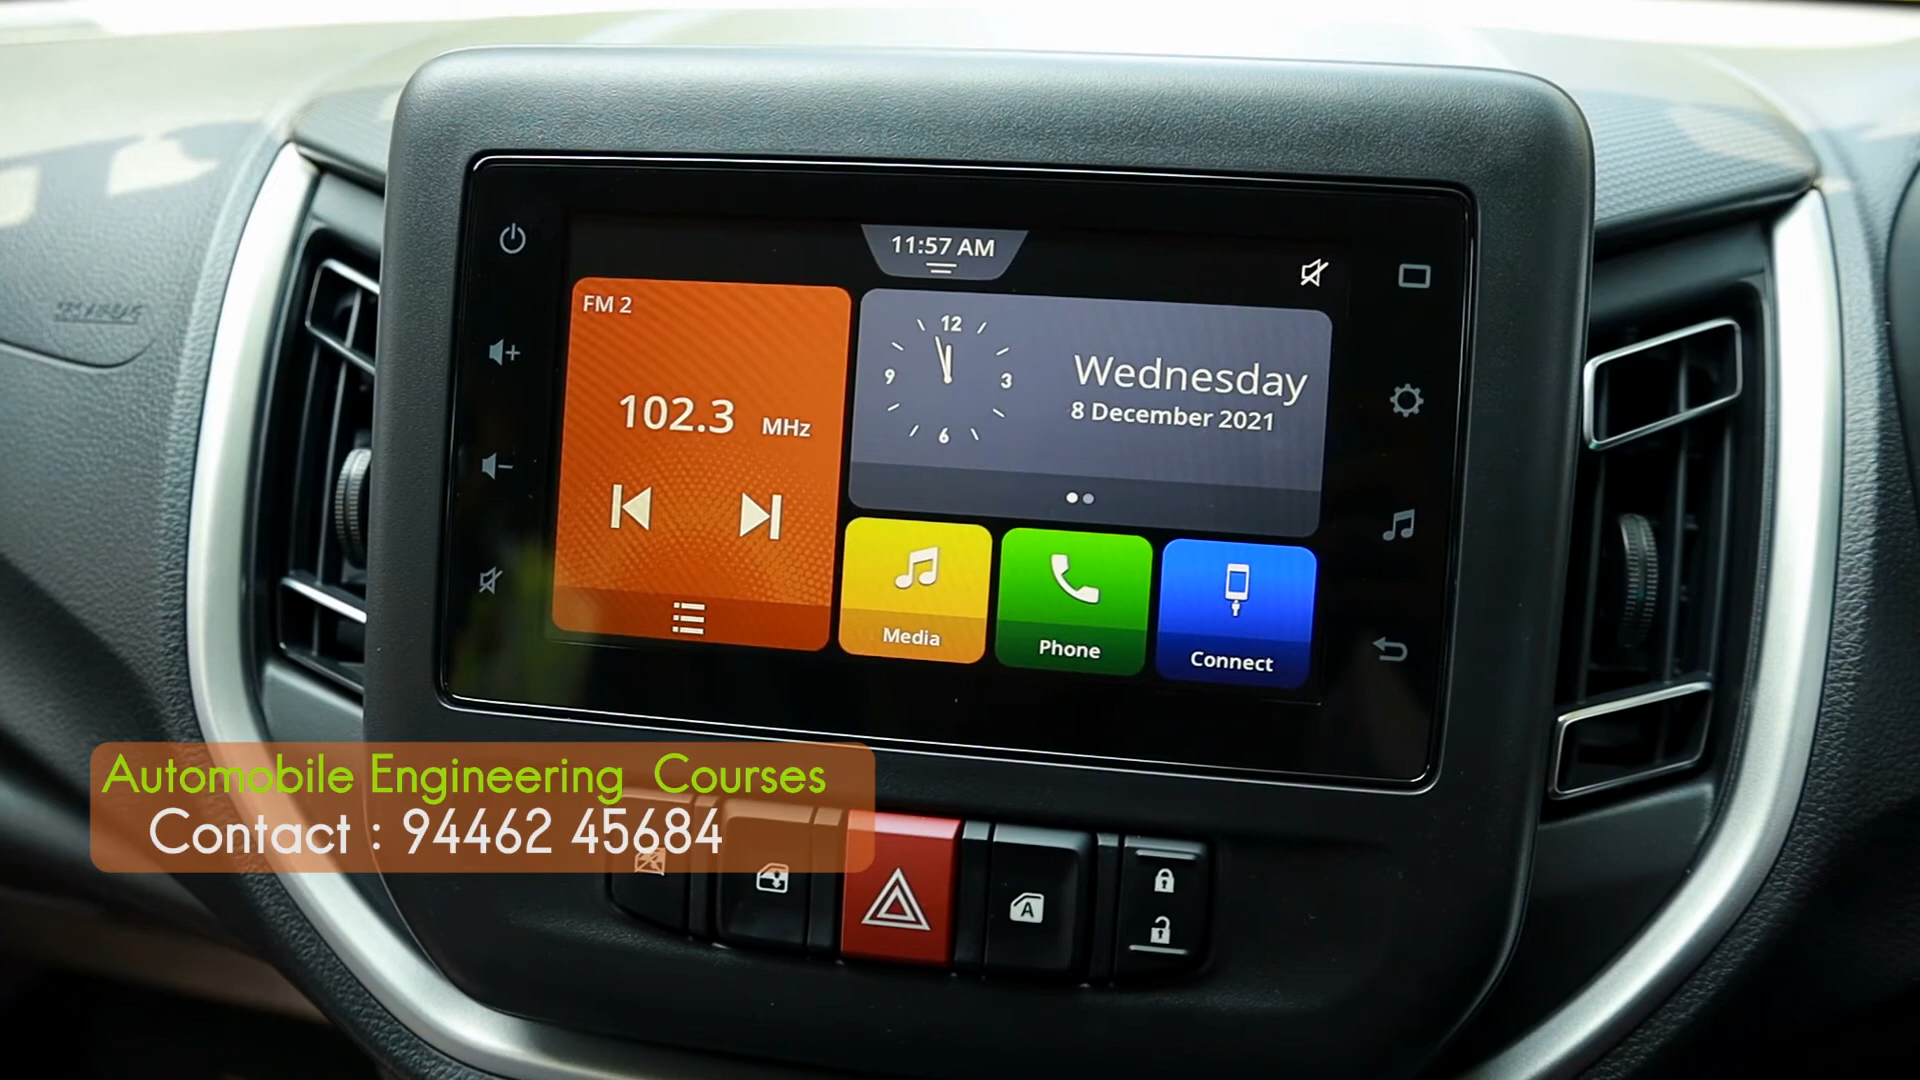 11:57 AM
FM 2
102.3 MHz
12
9
3
6
Wednesday
8 December 2021
Media
Phone
Connect
Automobile Engineering Courses
Contact : 94462 45684
A